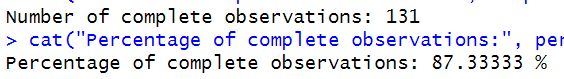 Number of complete observations: 131
> cat("Percentage of complete observations:", per
Percentage of complete observations: 87.33333 %